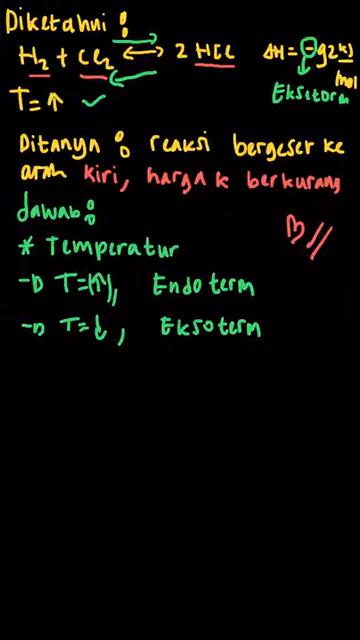 Diketahui :
H₂ + Cl₂ ⟷ 2 HCl ΔH = -92 kJ/mol
T = ↑ ✓ Eksoterm
Ditanya : reaksi bergeser ke
arah kiri, harga k berkurang
Jawab :
* Temperatur B //
→ T = (↑), Endoterm
→ T = ↓, Eksoterm